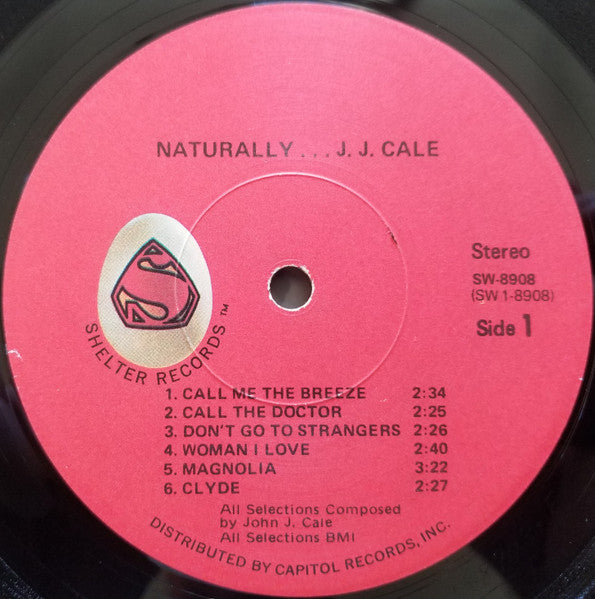 NATURALLY . . . J. J. CALE
Stereo
SW-8908
(SW 1-8908)
Side 1
S
SHELTER RECORDS™
1. CALL ME THE BREEZE 2:34
2. CALL THE DOCTOR 2:25
3. DON'T GO TO STRANGERS 2:26
4. WOMAN I LOVE 2:40
5. MAGNOLIA 3:22
6. CLYDE 2:27
All Selections Composed
by John J. Cale
All Selections BMI
DISTRIBUTED BY CAPITOL RECORDS, INC.